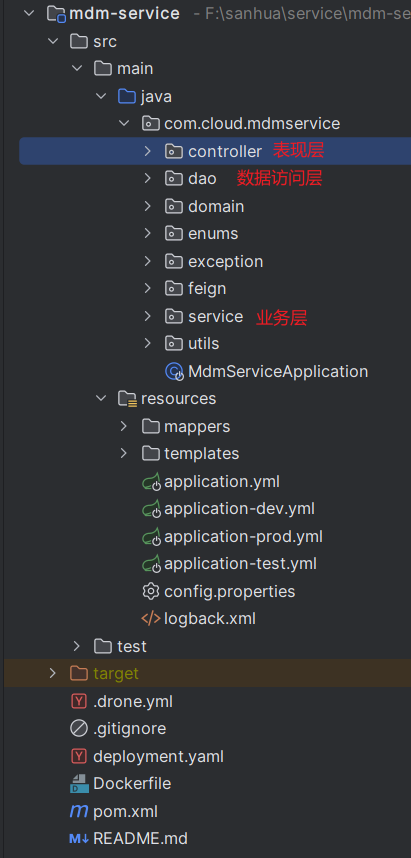 mdm-service - F:\sanhua\service\mdm-se
src
main
java
com.cloud.mdmservice
controller 表现层
dao 数据访问层
domain
enums
exception
feign
service 业务层
utils
MdmServiceApplication
resources
mappers
templates
application.yml
application-dev.yml
application-prod.yml
application-test.yml
config.properties
logback.xml
test
target
.drone.yml
.gitignore
deployment.yaml
Dockerfile
pom.xml
README.md